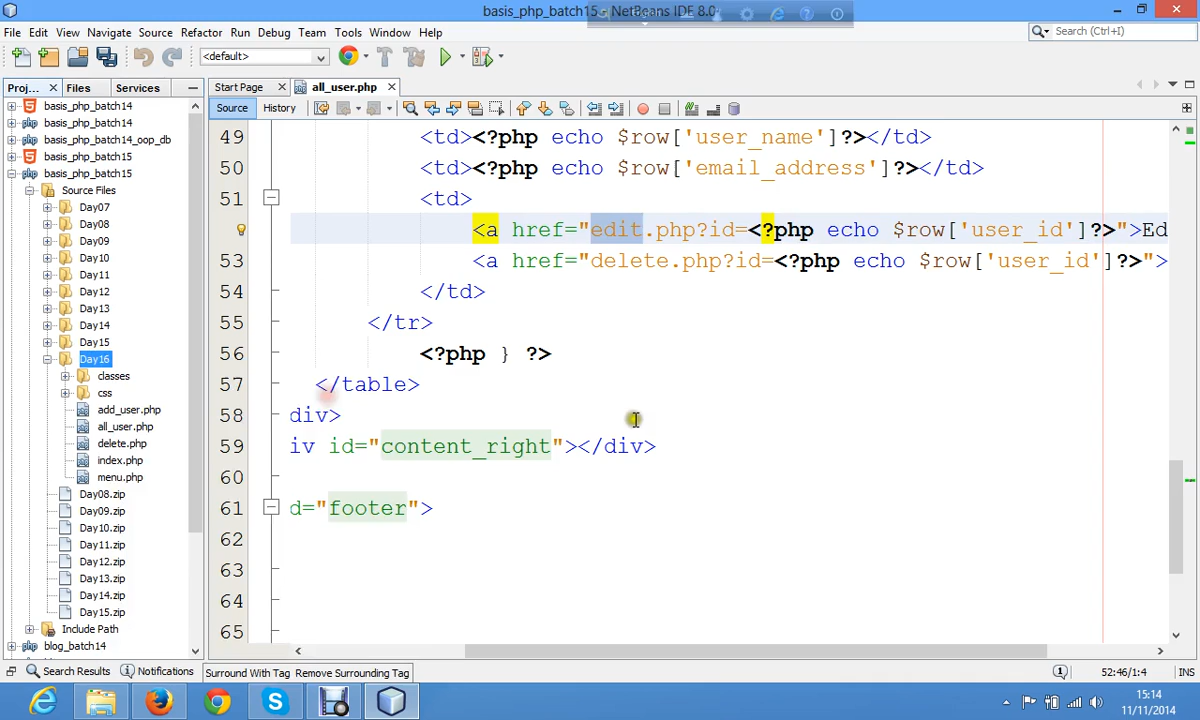 basis_php_batch15 - NetBeans IDE 8.0
File Edit View Navigate Source Refactor Run Debug Team Tools Window Help
Search (Ctrl+I)
<default>
Proj... Files Services
Start Page all_user.php
Source History
basis_php_batch14
basis_php_batch14
basis_php_batch14_oop_db
basis_php_batch15
basis_php_batch15
Source Files
Day07
Day08
Day09
Day10
Day11
Day12
Day13
Day14
Day15
Day16
classes
css
add_user.php
all_user.php
delete.php
index.php
menu.php
Day08.zip
Day09.zip
Day10.zip
Day11.zip
Day12.zip
Day13.zip
Day14.zip
Day15.zip
Include Path
blog_batch14
49 <td><?php echo $row['user_name']?></td>
50 <td><?php echo $row['email_address']?></td>
51 <td>
<a href="edit.php?id=<?php echo $row['user_id']?>">Ed
53 <a href="delete.php?id=<?php echo $row['user_id']?>">
54 </td>
55 </tr>
56 <?php } ?>
57 </table>
58 div>
59 iv id="content_right"></div>
60
61 d="footer">
62
63
64
65
Search Results Notifications
Surround With Tag Remove Surrounding Tag
52:46/1:4 INS
15:14
11/11/2014